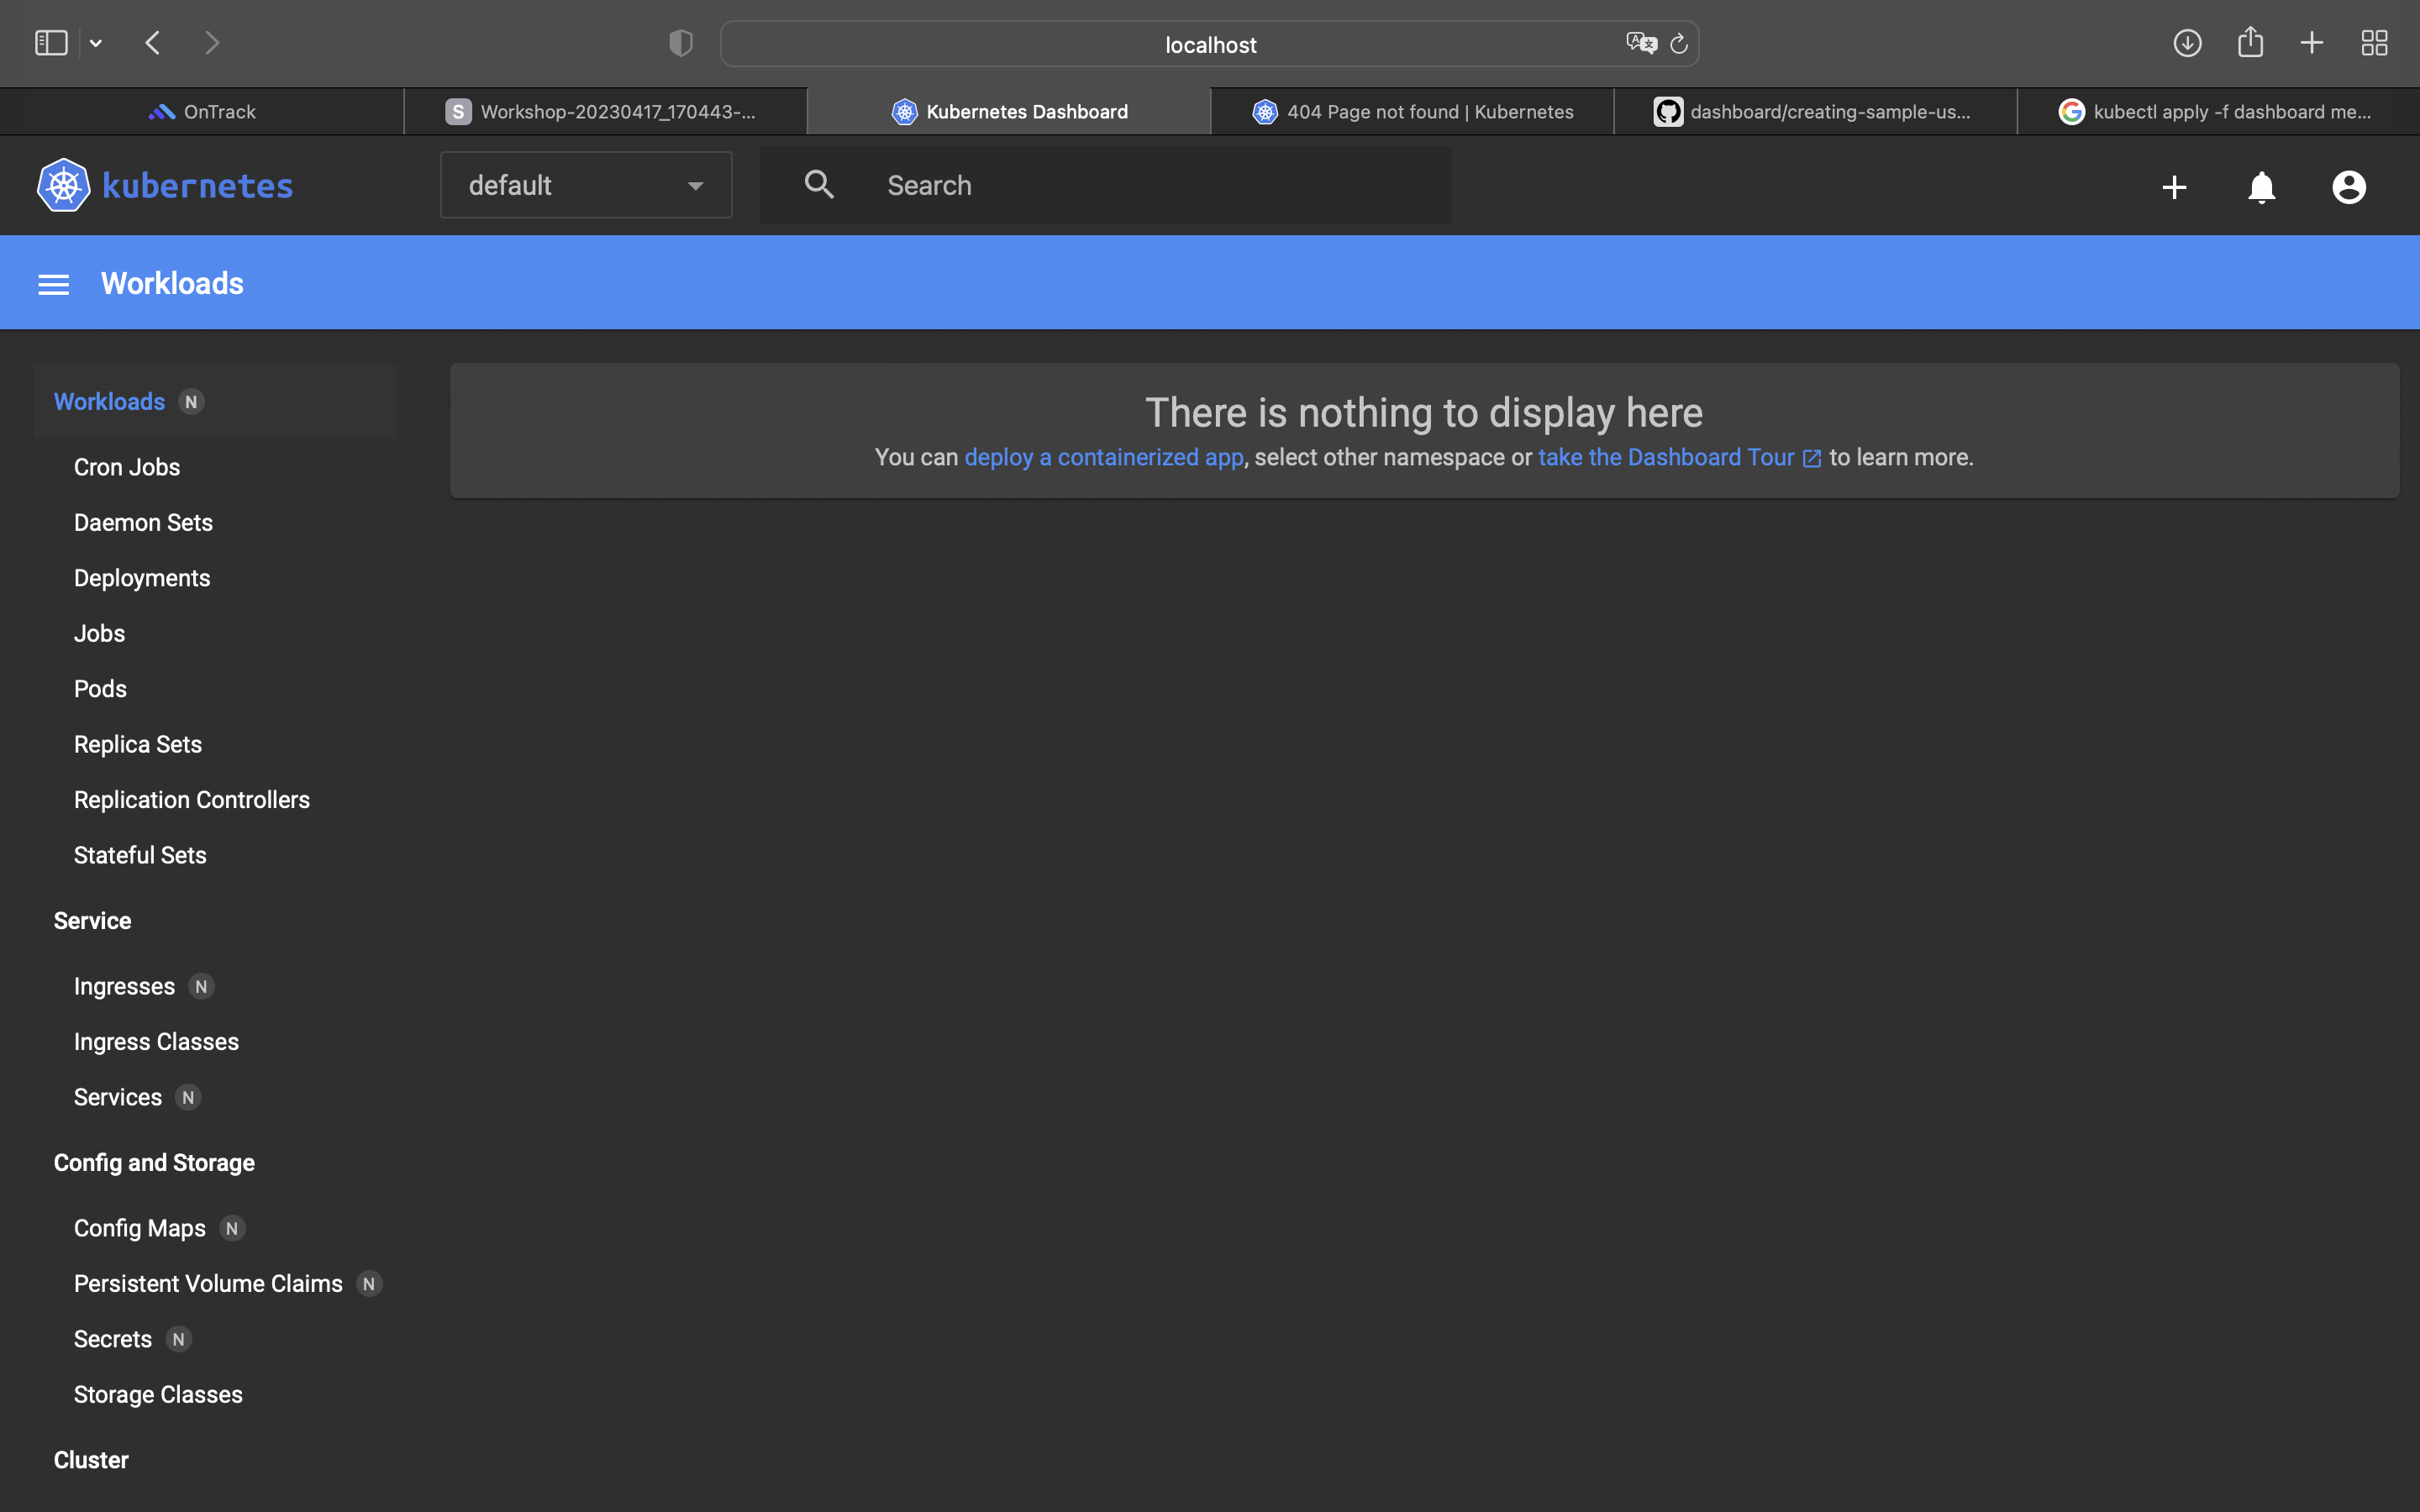 localhost
OnTrack
S Workshop-20230417_170443-...
Kubernetes Dashboard
404 Page not found | Kubernetes
dashboard/creating-sample-us...
kubectl apply -f dashboard me...
kubernetes
default
Search
Workloads
Workloads N
Cron Jobs
Daemon Sets
Deployments
Jobs
Pods
Replica Sets
Replication Controllers
Stateful Sets
Service
Ingresses N
Ingress Classes
Services N
Config and Storage
Config Maps N
Persistent Volume Claims N
Secrets N
Storage Classes
Cluster
There is nothing to display here
You can deploy a containerized app, select other namespace or take the Dashboard Tour to learn more.